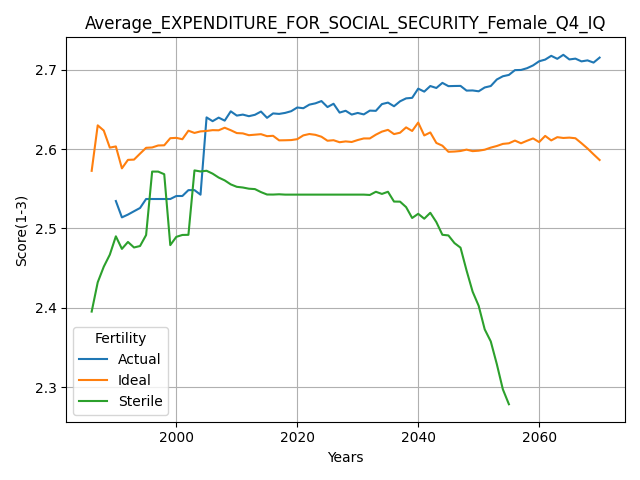 Average_EXPENDITURE_FOR_SOCIAL_SECURITY_Female_Q4_IQ
2.7
2.6
2.5
2.4
2.3
Score(1-3)
Fertility
Actual
Ideal
Sterile
2000 2020 2040 2060
Years